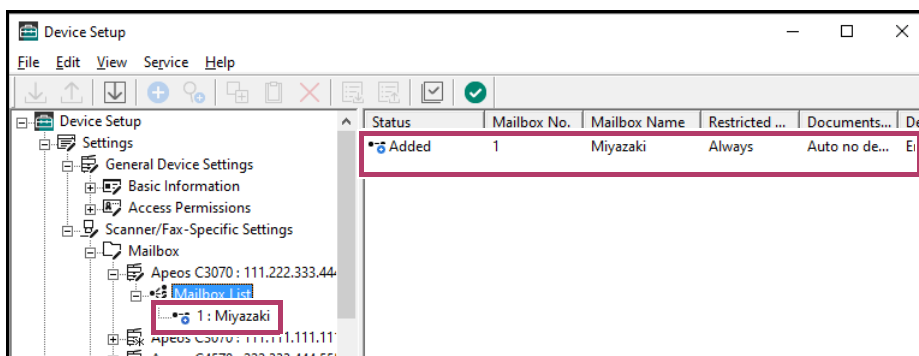 Device Setup
File Edit View Service Help
Device Setup
Settings
General Device Settings
Basic Information
Access Permissions
Scanner/Fax-Specific Settings
Mailbox
Apeos C3070 : 111.222.333.44
Mailbox List
1 : Miyazaki
Apeos C3070 : 111.111.111.11
Status Mailbox No. Mailbox Name Restricted ... Documents... De
Added 1 Miyazaki Always Auto no de...